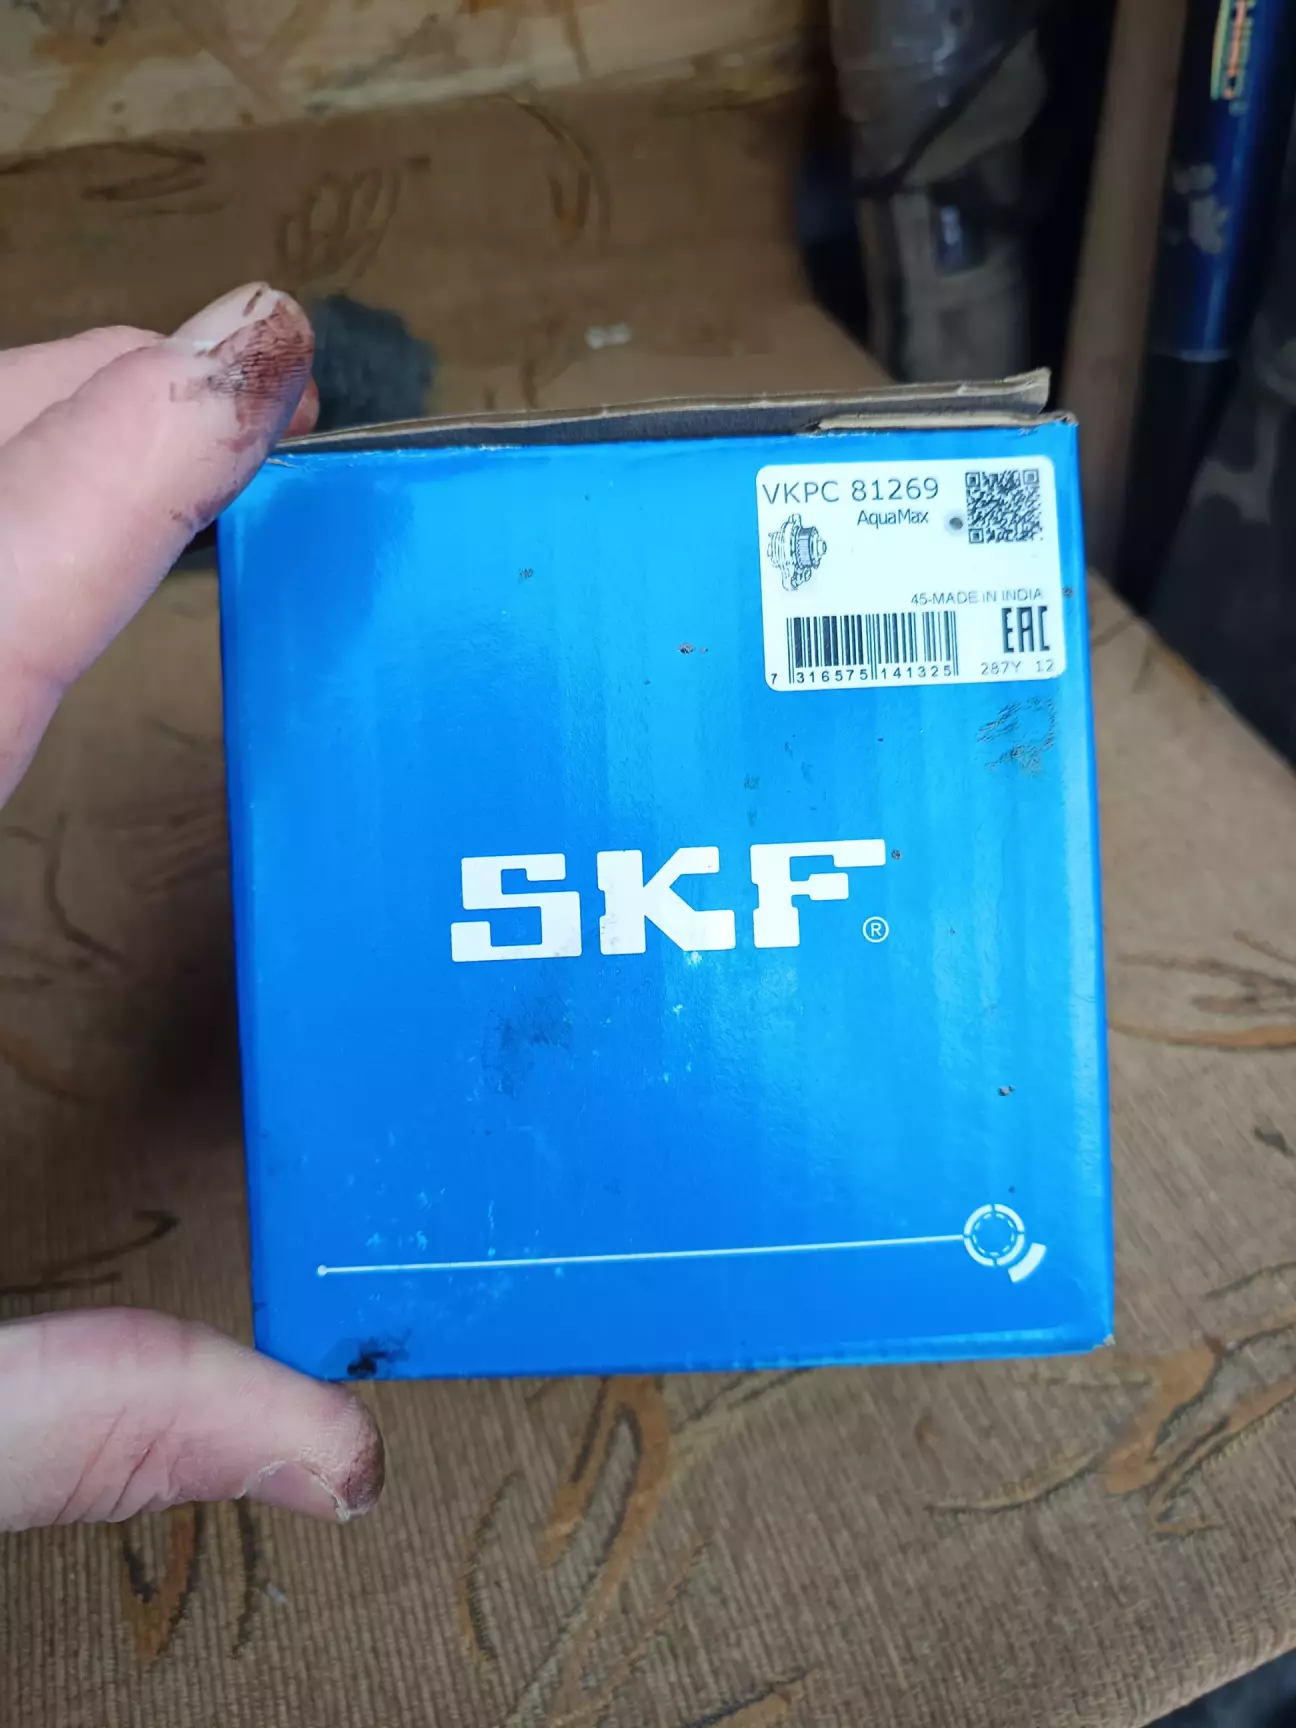 VKPC 81269
AquaMax
45-MADE IN INDIA
EAC
7 316575 141325
287Y 12
SKF®